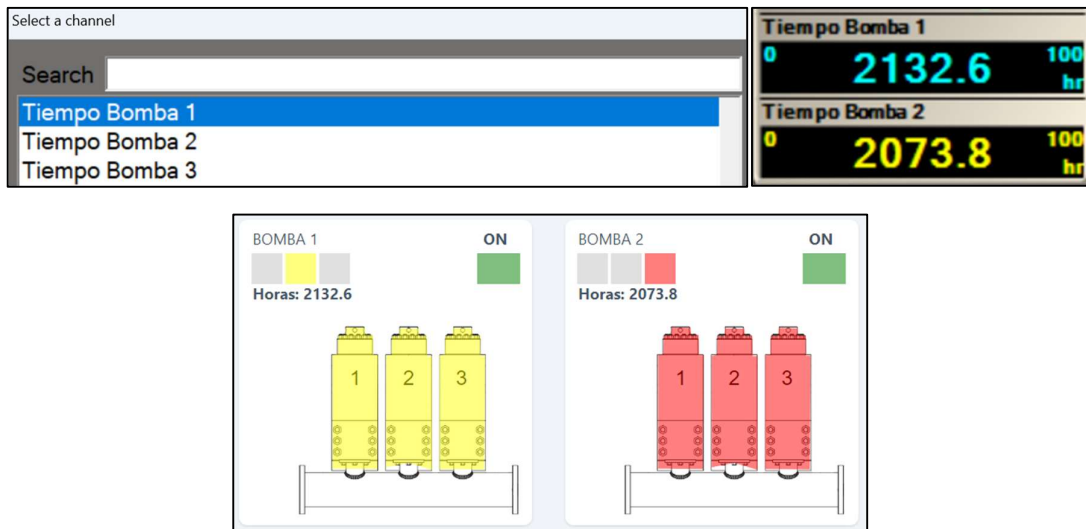 Select a channel
Search
Tiempo Bomba 1
Tiempo Bomba 2
Tiempo Bomba 3
Tiempo Bomba 1
0 2132.6 100
hr
Tiempo Bomba 2
0 2073.8 100
hr
BOMBA 1 ON
Horas: 2132.6
1 2 3
BOMBA 2 ON
Horas: 2073.8
1 2 3